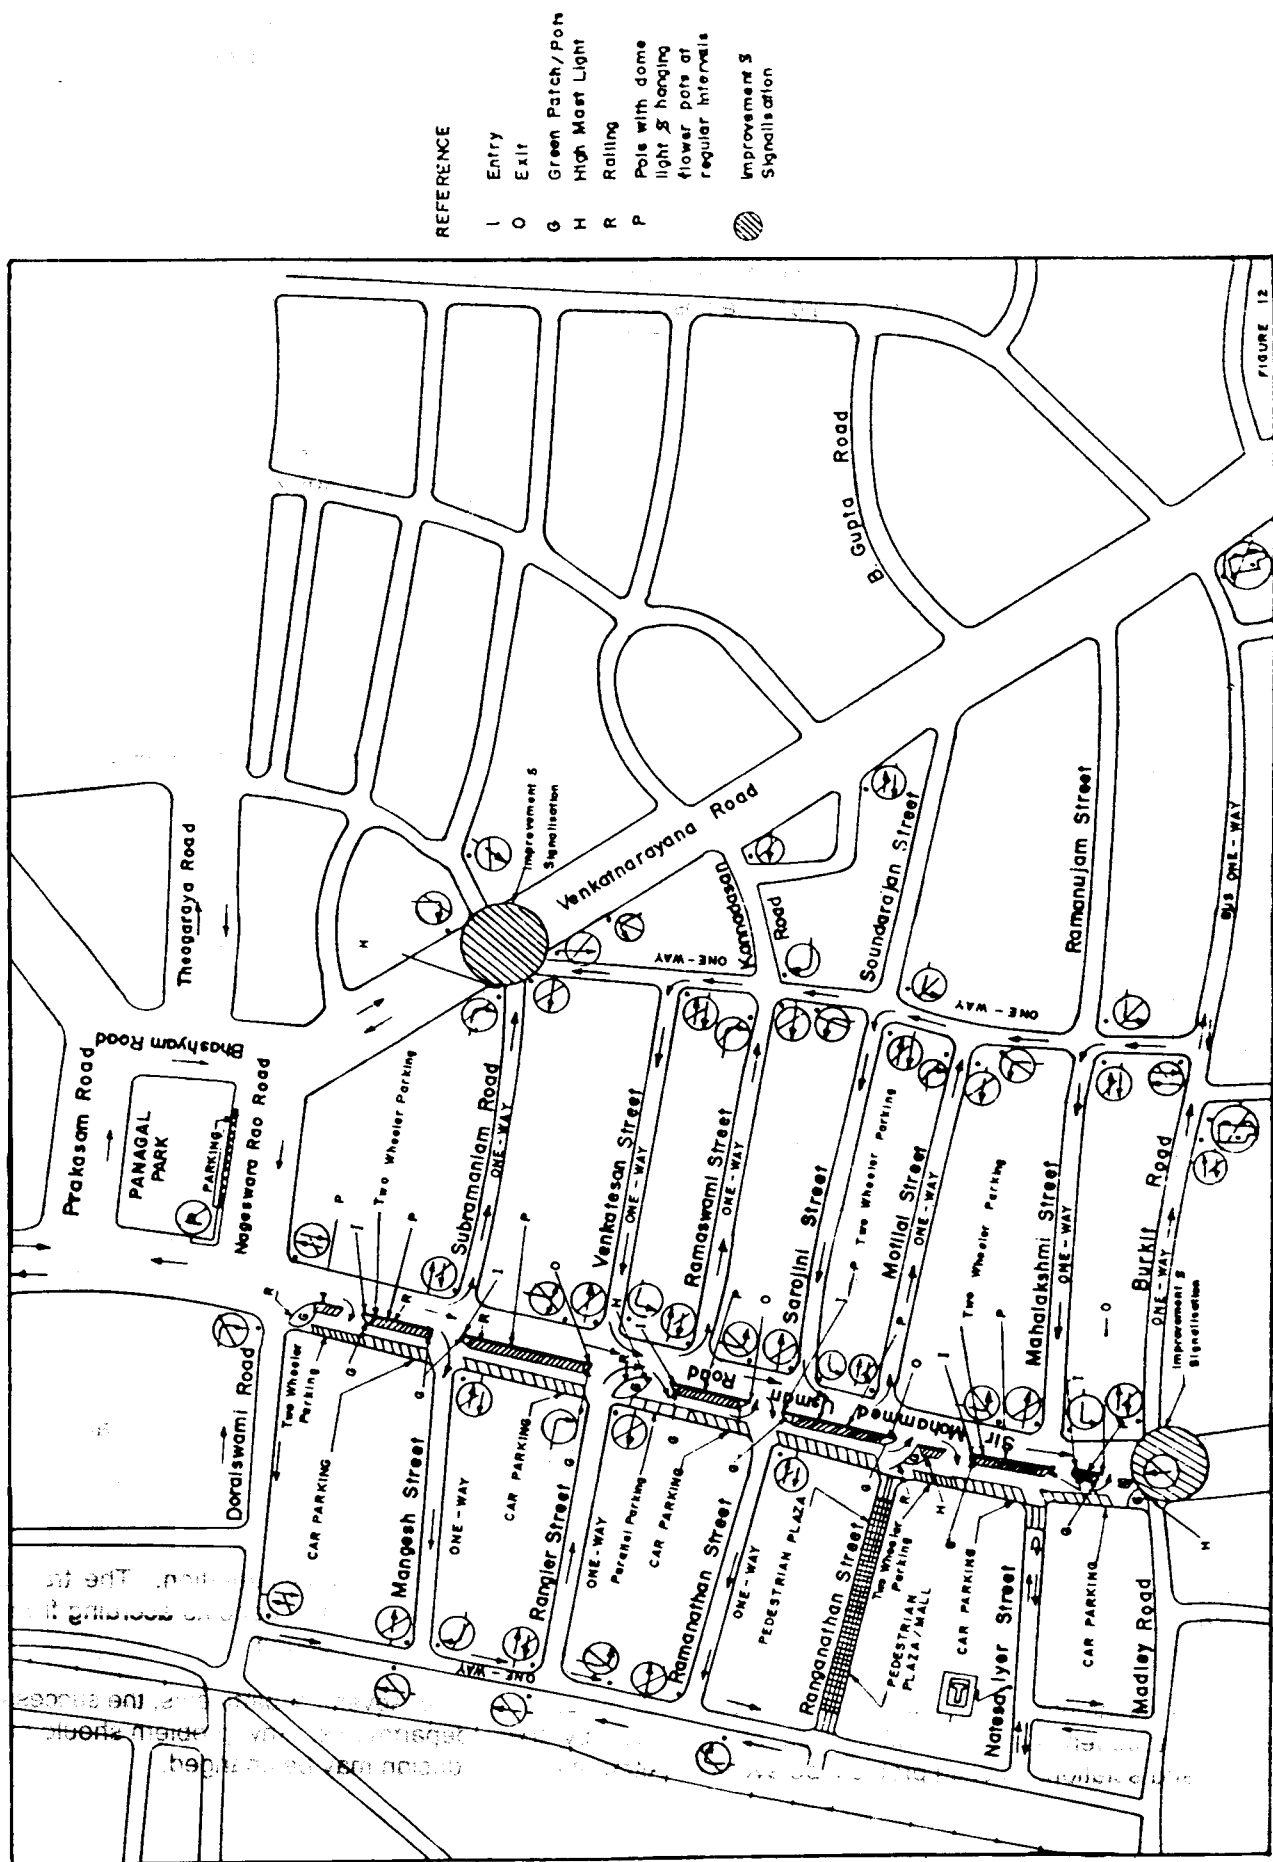 REFERENCE
I Entry
O Exit
G Green Patch/Pots
H High Mast Light
R Railing
P Pole with dome
light & hanging
flower pots at
regular intervals
Improvement &
Signalisation
Prakasam Road
Theogaraya Road
Bhashyam Road
PANAGAL
PARK
PARKING
Nageswara Rao Road
H
Improvement &
Signalisation
Venkatnarayana Road
B. Gupta Road
Doraiswami Road
Two Wheeler
Parking
CAR PARKING
Two Wheeler Parking
Subramaniam Road
ONE-WAY
Mangesh Street
ONE-WAY
CAR PARKING
Venkatesan Street
ONE-WAY
Rangler Street
ONE-WAY
ONE-WAY
Parallel Parking
CAR PARKING
Ramaswami Street
ONE-WAY
ONE-WAY
Kannadasan
Road
Ramanathan Street
ONE-WAY
PEDESTRIAN PLAZA
Sarojini Street
Soundarajan Street
Two Wheeler Parking
Motilal Street
ONE-WAY
Sir Mohammed Usman Road
Ranganathan Street
Two Wheeler
Parking
PEDESTRIAN
PLAZA/MALL
CAR PARKING
Two Wheeler Parking
ONE-WAY
Ramanujam Street
Natesa Iyer Street
Mahalakshmi Street
ONE-WAY
CAR PARKING
Madley Road
Burkit Road
ONE-WAY
Improvement &
Signalisation
BUS ONE-WAY
FIGURE 12